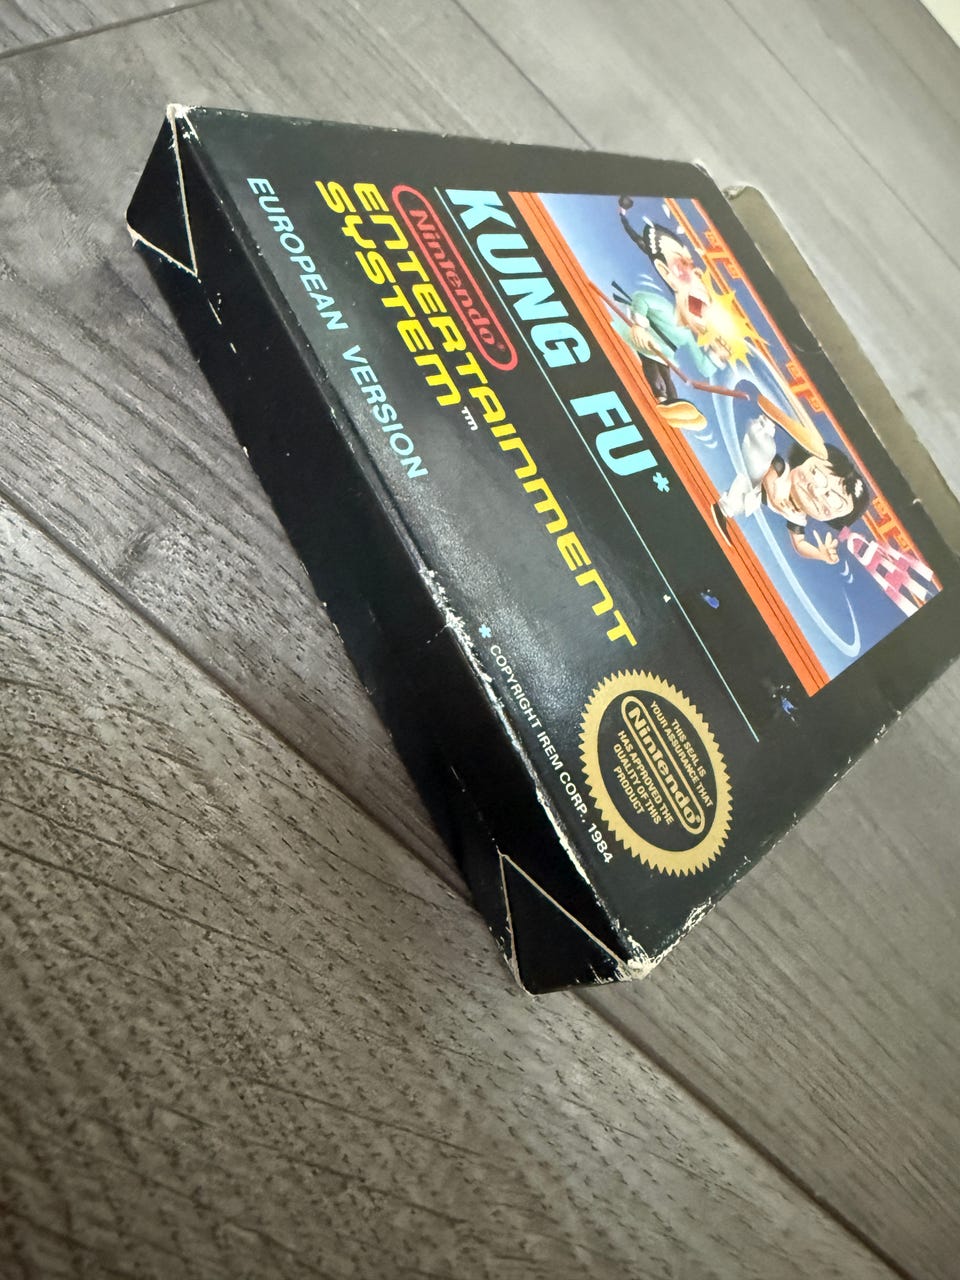 KUNG FU*
Nintendo®
ENTERTAINMENT
SYSTEM™
EUROPEAN VERSION
* COPYRIGHT IREM CORP., 1984
THIS SEAL IS
YOUR ASSURANCE THAT
Nintendo®
HAS APPROVED THE
QUALITY OF THIS
PRODUCT